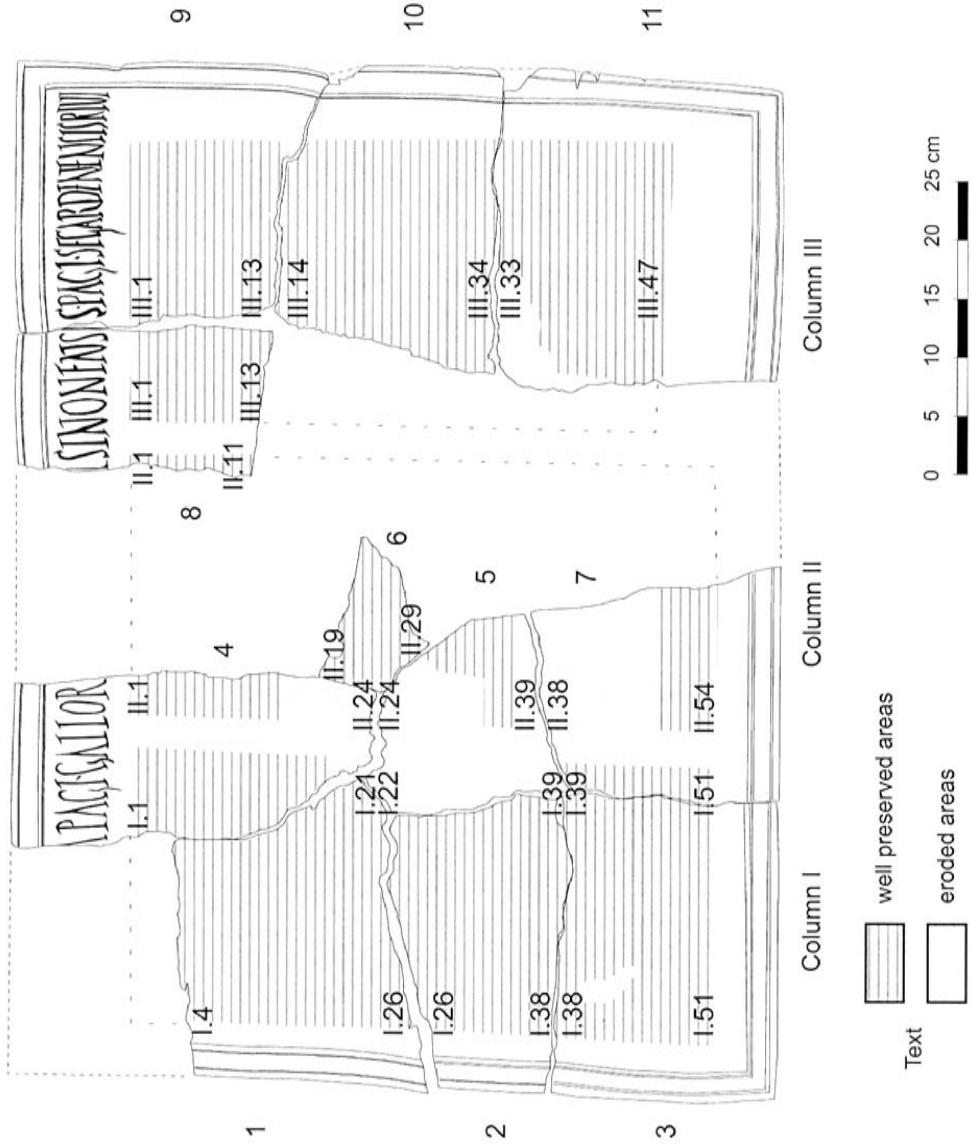 PAGI·GALLOR
SINONENS
PAGI·SEGARDINENSISRIVI
I.1
II.1
II.1
III.1
III.1
1
4
8
9
I.4
II.11
III.13
III.13
II.19
III.14
I.21
II.24
6
10
I.26
I.22
II.24
II.29
I.26
2
5
III.34
I.38
I.39
II.39
III.33
I.38
I.39
II.38
7
3
11
III.47
I.51
I.51
II.54
Column I
Column II
Column III
Text
well preserved areas
eroded areas
0 5 10 15 20 25 cm